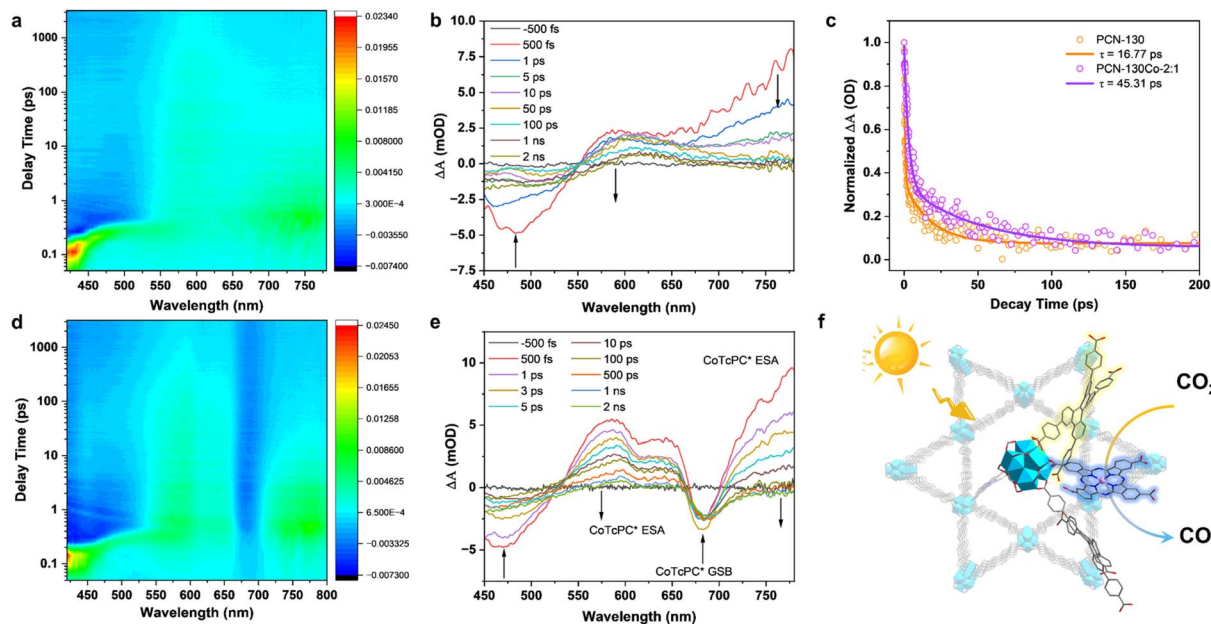 a
1000
100
10
1
0.1
Delay Time (ps)
450 500 550 600 650 700 750
Wavelength (nm)
0.02340
0.01955
0.01570
0.01185
0.008000
0.004150
3.000E-4
-0.003550
-0.007400
b
-500 fs
500 fs
1 ps
5 ps
10 ps
50 ps
100 ps
1 ns
2 ns
7.5
5.0
2.5
0.0
-2.5
-5.0
-7.5
ΔA (mOD)
450 500 550 600 650 700 750
Wavelength (nm)
c
PCN-130
τ = 16.77 ps
PCN-130Co-2:1
τ = 45.31 ps
1.0
0.8
0.6
0.4
0.2
0.0
Normalized ΔA (OD)
0 50 100 150 200
Decay Time (ps)
d
1000
100
10
1
0.1
Delay Time (ps)
450 500 550 600 650 700 750
Wavelength (nm)
0.02450
0.02053
0.01655
0.01258
0.008600
0.004625
6.500E-4
-0.003325
-0.007300
e
-500 fs 10 ps
500 fs 100 ps
1 ps 500 ps
3 ps 1 ns
5 ps 2 ns
CoTcPC* ESA
10
5
0
-5
ΔA (mOD)
CoTcPC* ESA
CoTcPC* GSB
450 500 550 600 650 700 750
Wavelength (nm)
f
CO₂
CO